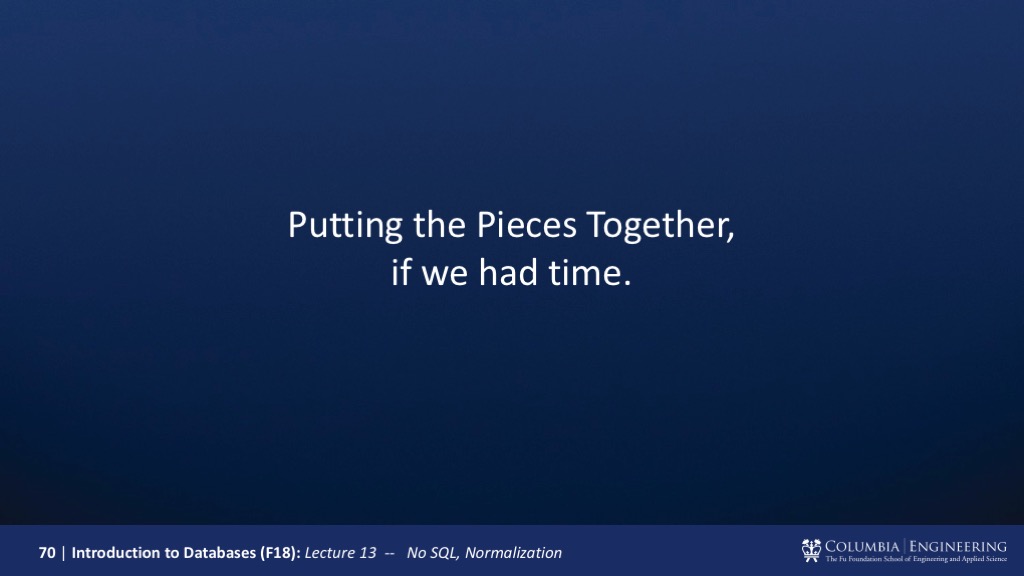 Putting the Pieces Together,
if we had time.
70 | Introduction to Databases (F18): Lecture 13 -- No SQL, Normalization
COLUMBIA | ENGINEERING
The Fu Foundation School of Engineering and Applied Science